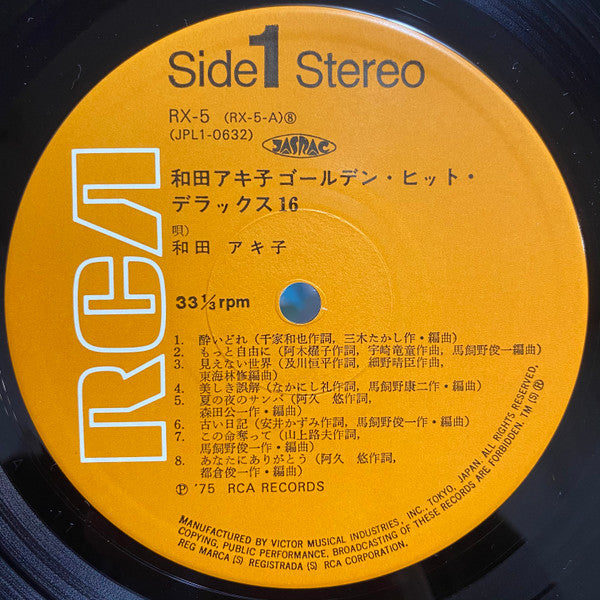 Side 1 Stereo
RX-5 (RX-5-A)⑧
(JPL1-0632) JASRAC
和田アキ子ゴールデン・ヒット・
デラックス16
唄)
和田 アキ子
33 1/3 rpm
RCA
1. 酔いどれ (千家和也作詞, 三木たかし作・編曲)
2. もっと自由に (阿木燿子作詞, 宇崎竜童作曲, 馬飼野俊一編曲)
3. 見えない世界 (及川恒平作詞, 細野晴臣作曲,
東海林修編曲)
4. 美しき誤解 (なかにし礼作詞, 馬飼野康二作・編曲)
5. 夏の夜のサンバ (阿久 悠作詞,
森田公一作・編曲)
6. 古い日記 (安井かずみ作詞, 馬飼野俊一作・編曲)
7. この命奪って (山上路夫作詞,
馬飼野俊一作・編曲)
8. あなたにありがとう (阿久 悠作詞,
都倉俊一作・編曲)
Ⓟ '75 RCA RECORDS
MANUFACTURED BY VICTOR MUSICAL INDUSTRIES, INC., TOKYO, JAPAN. ALL RIGHTS RESERVED,
COPYING, PUBLIC PERFORMANCE, BROADCASTING OF THESE RECORDS ARE FORBIDDEN. TM(S) ®
REG MARCA (S) REGISTRADA (S) RCA CORPORATION.